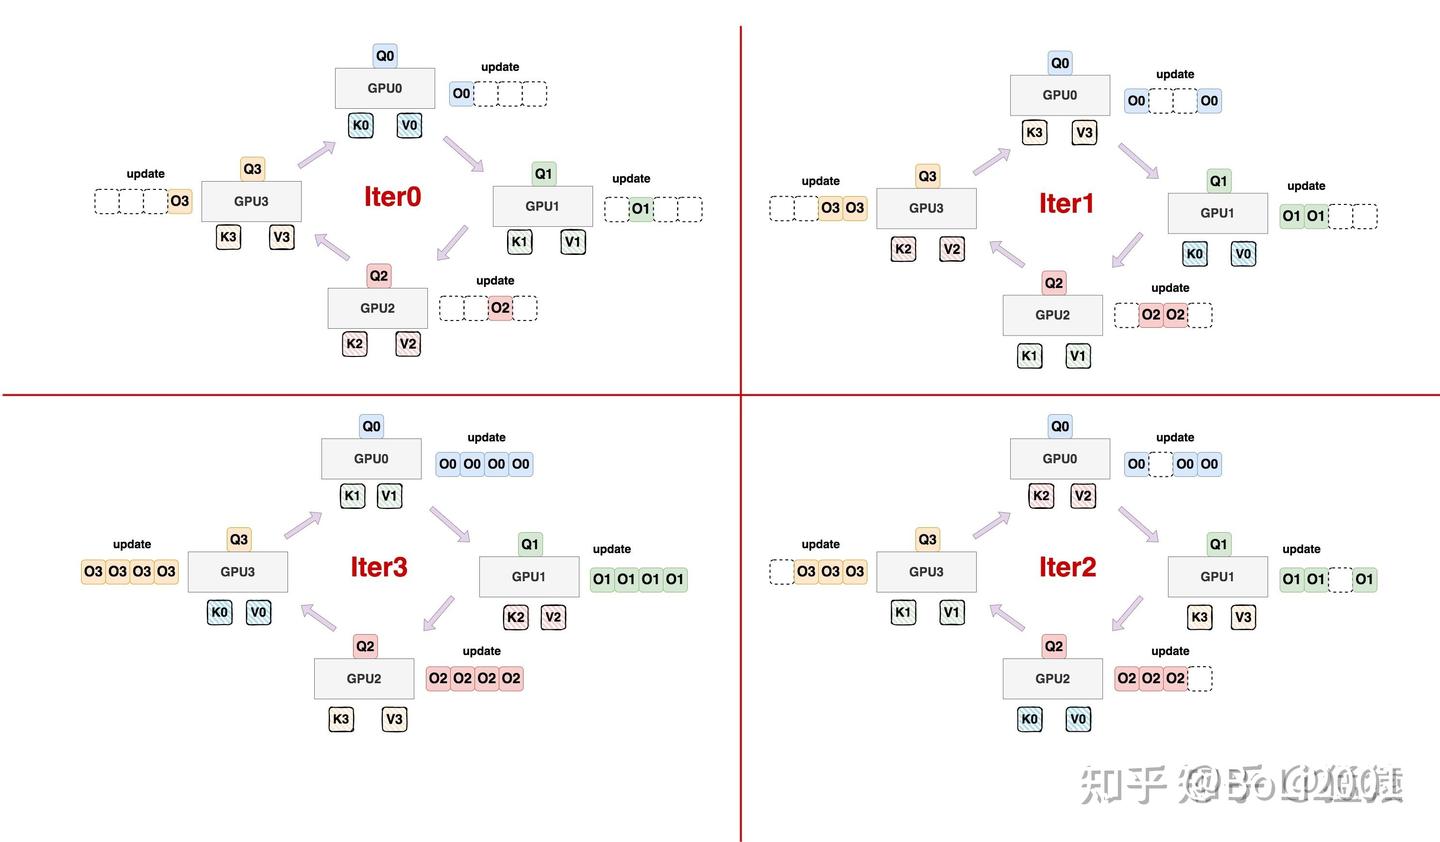 Q0
update
GPU0
O0
K0 V0
Q3
update
GPU3
O3
K3 V3
Iter0
Q1
update
GPU1
O1
K1 V1
Q2
update
GPU2
O2
K2 V2
Q0
update
GPU0
O0 O0
K3 V3
Q3
update
GPU3
O3 O3
K2 V2
Iter1
Q1
update
GPU1
O1 O1
K0 V0
Q2
update
GPU2
O2 O2
K1 V1
Q0
update
GPU0
O0 O0 O0 O0
K1 V1
Q3
update
GPU3
O3 O3 O3 O3
K0 V0
Iter3
Q1
update
GPU1
O1 O1 O1 O1
K2 V2
Q2
update
GPU2
O2 O2 O2 O2
K3 V3
Q0
update
GPU0
O0 O0 O0
K2 V2
Q3
update
GPU3
O3 O3 O3
K1 V1
Iter2
Q1
update
GPU1
O1 O1 O1
K3 V3
Q2
update
GPU2
O2 O2 O2
K0 V0
知乎